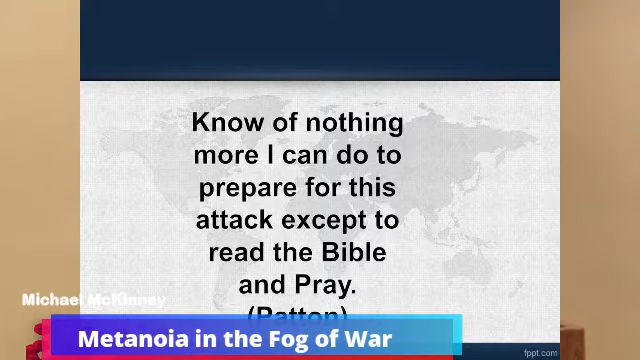 Know of nothing
more I can do to
prepare for this
attack except to
read the Bible
and Pray.
(Patton)
Michael McKinney
Metanoia in the Fog of War
fppt.com